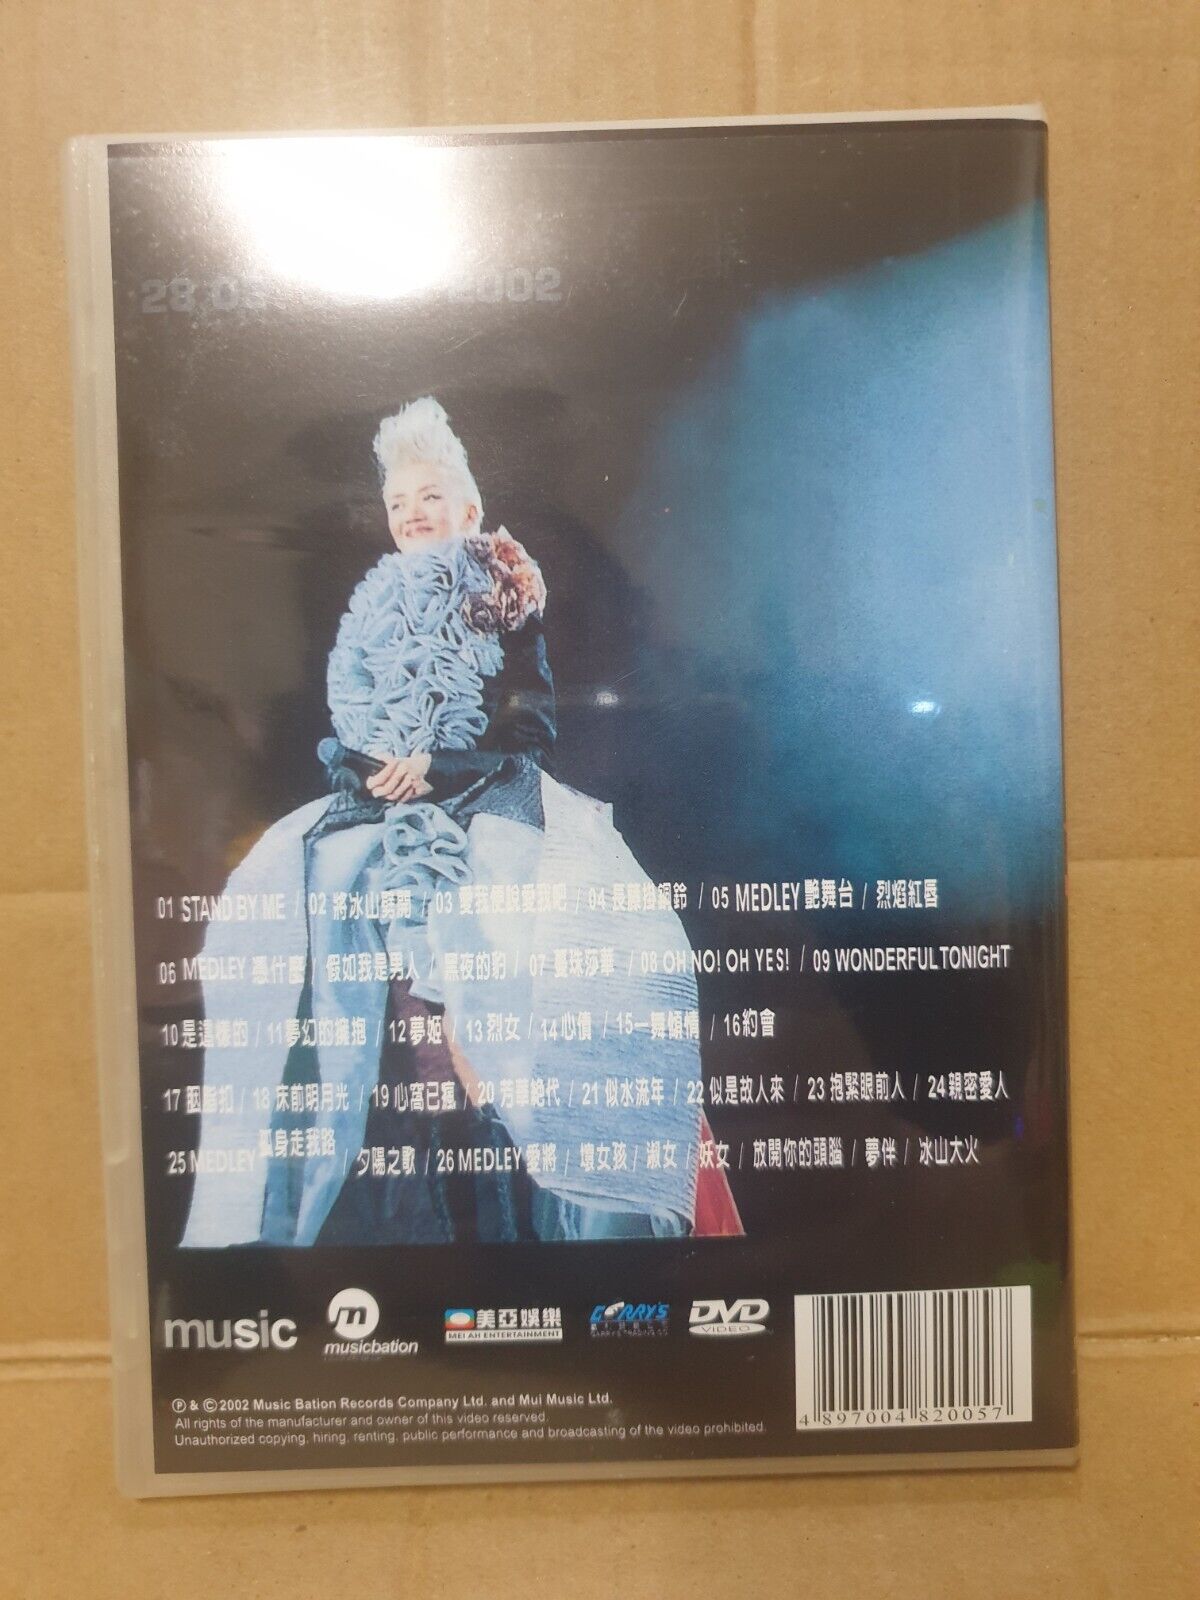 28.03 2002
01 STAND BY ME / 02 將冰山劈開 / 03 愛我便說愛我吧 / 04 長藤掛銅鈴 / 05 MEDLEY 艷舞台 / 烈焰紅唇
06 MEDLEY 憑什麼 / 假如我是男人 / 黑夜的豹 / 07 蔓珠莎華 / 08 OH NO! OH YES! / 09 WONDERFUL TONIGHT
10 是這樣的 / 11 夢幻的擁抱 / 12 夢姬 / 13 烈女 / 14 心債 / 15 一舞傾情 / 16 約會
17 胭脂扣 / 18 床前明月光 / 19 心窩已瘋 / 20 芳華絶代 / 21 似水流年 / 22 似是故人來 / 23 抱緊眼前人 / 24 親密愛人
25 MEDLEY 孤身走我路 / 夕陽之歌 / 26 MEDLEY 愛將 / 壞女孩 / 淑女 / 妖女 / 放開你的頭腦 / 夢伴 / 冰山大火
music
m
musicbation
美亞娛樂
MEI AH ENTERTAINMENT
GARRY'S
DVD
VIDEO
Ⓟ & ©2002 Music Bation Records Company Ltd. and Mui Music Ltd.
All rights of the manufacturer and owner of this video reserved.
Unauthorized copying, hiring, renting, public performance and broadcasting of the video prohibited.
4 897004 820057